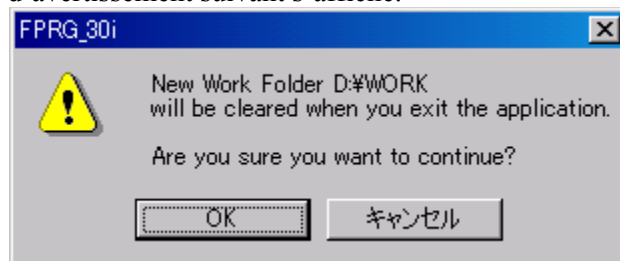 d'avertissement suivant s'affiche.
FPRG_30i
New Work Folder D:¥WORK
will be cleared when you exit the application.
Are you sure you want to continue?
OK
キャンセル